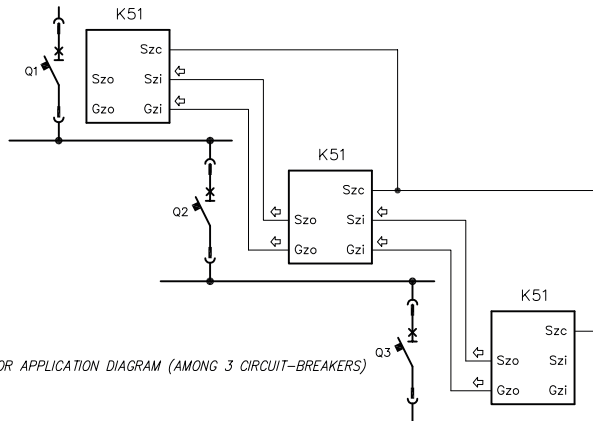 K51
Szc
Q1
Szo Szi
Gzo Gzi
K51
Szc
Q2
Szo Szi
Gzo Gzi
K51
Szc
Q3
Szo Szi
Gzo Gzi
APPLICATION DIAGRAM (AMONG 3 CIRCUIT-BREAKERS)